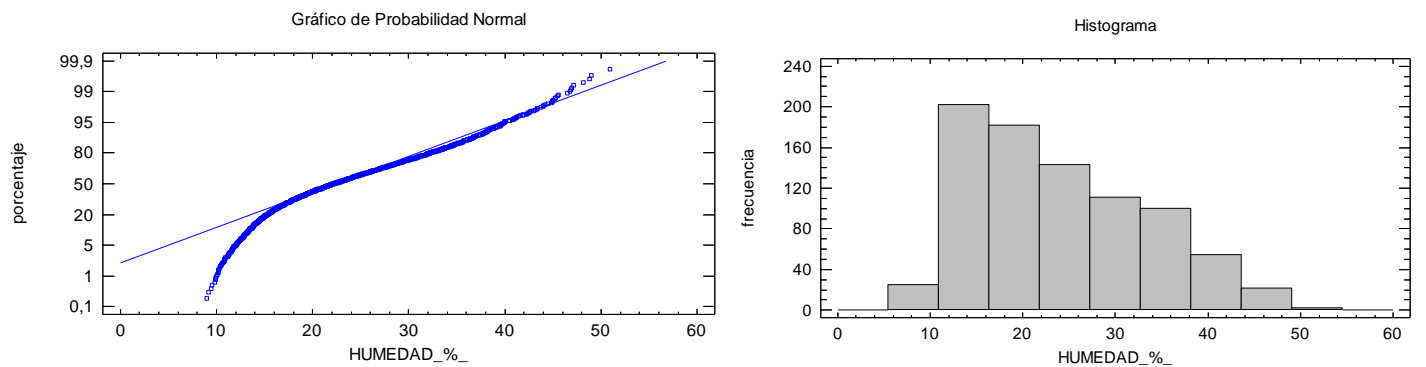 Gráfico de Probabilidad Normal
porcentaje
99,9
99
95
80
50
20
5
1
0,1
0 10 20 30 40 50 60
HUMEDAD_%_
Histograma
frecuencia
240
200
160
120
80
40
0
0 10 20 30 40 50 60
HUMEDAD_%_